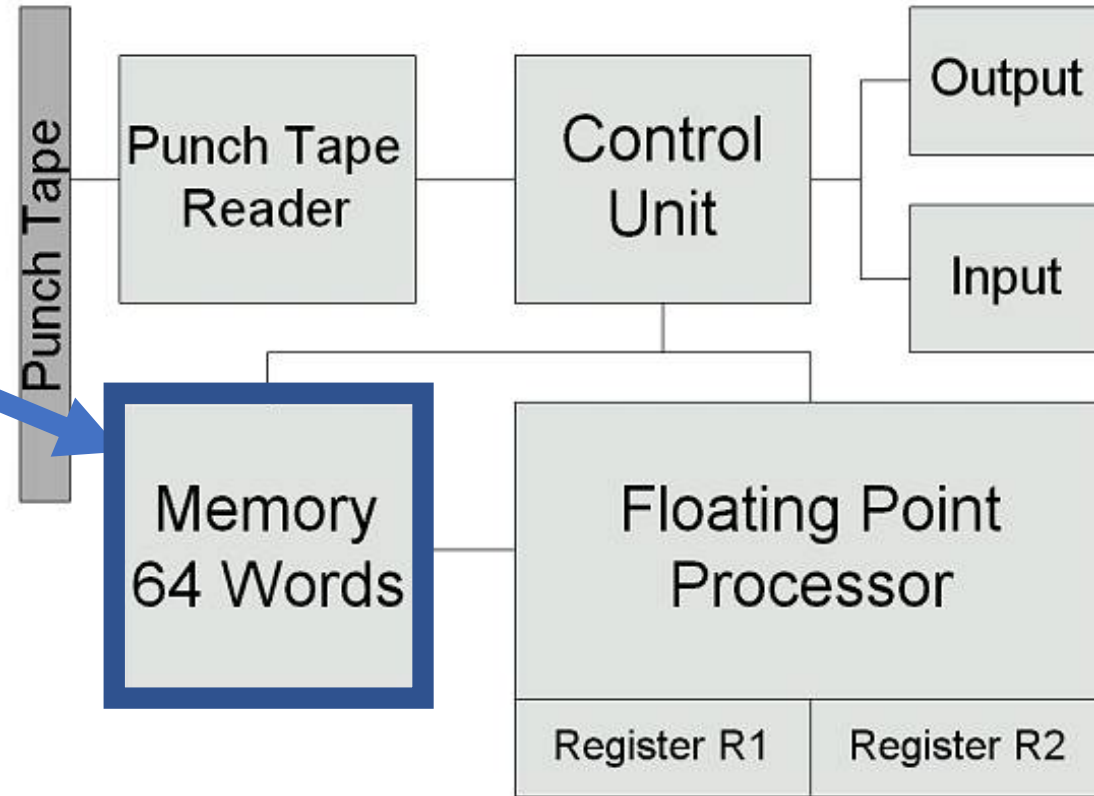 Punch Tape
Punch Tape
Reader
Control
Unit
Output
Input
Memory
64 Words
Floating Point
Processor
Register R1
Register R2